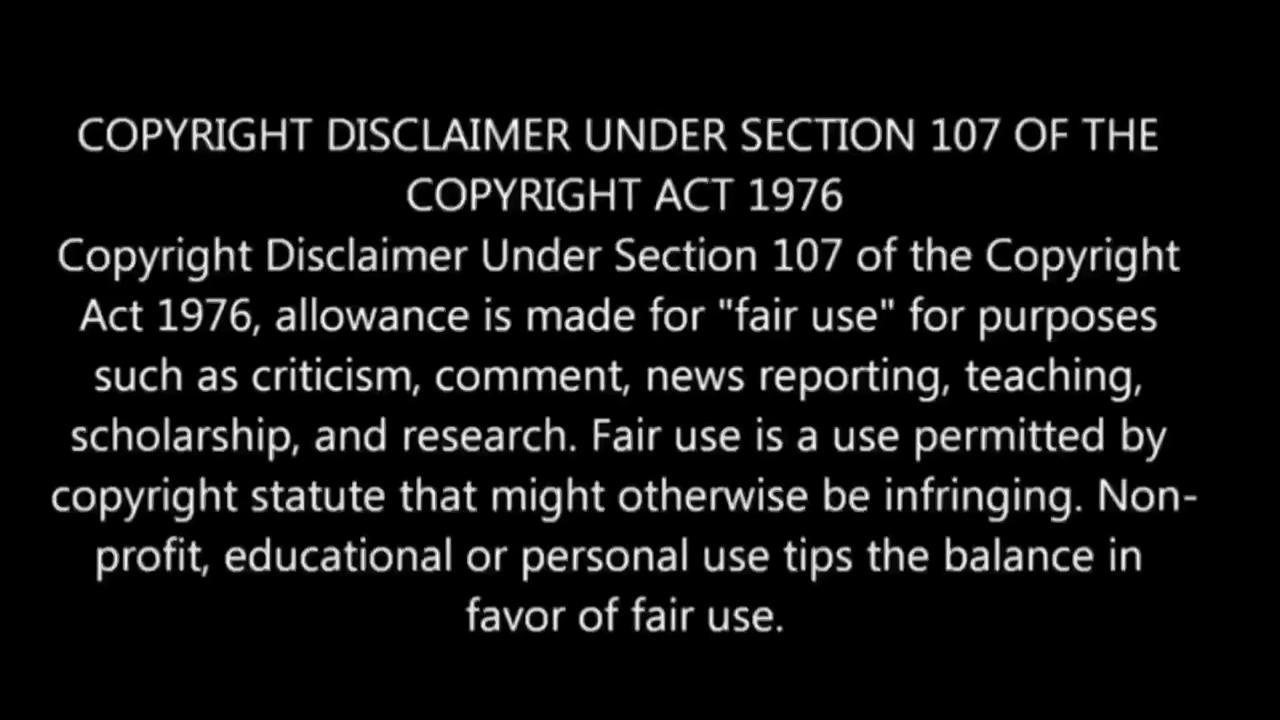 COPYRIGHT DISCLAIMER UNDER SECTION 107 OF THE
COPYRIGHT ACT 1976
Copyright Disclaimer Under Section 107 of the Copyright
Act 1976, allowance is made for "fair use" for purposes
such as criticism, comment, news reporting, teaching,
scholarship, and research. Fair use is a use permitted by
copyright statute that might otherwise be infringing. Non-
profit, educational or personal use tips the balance in
favor of fair use.